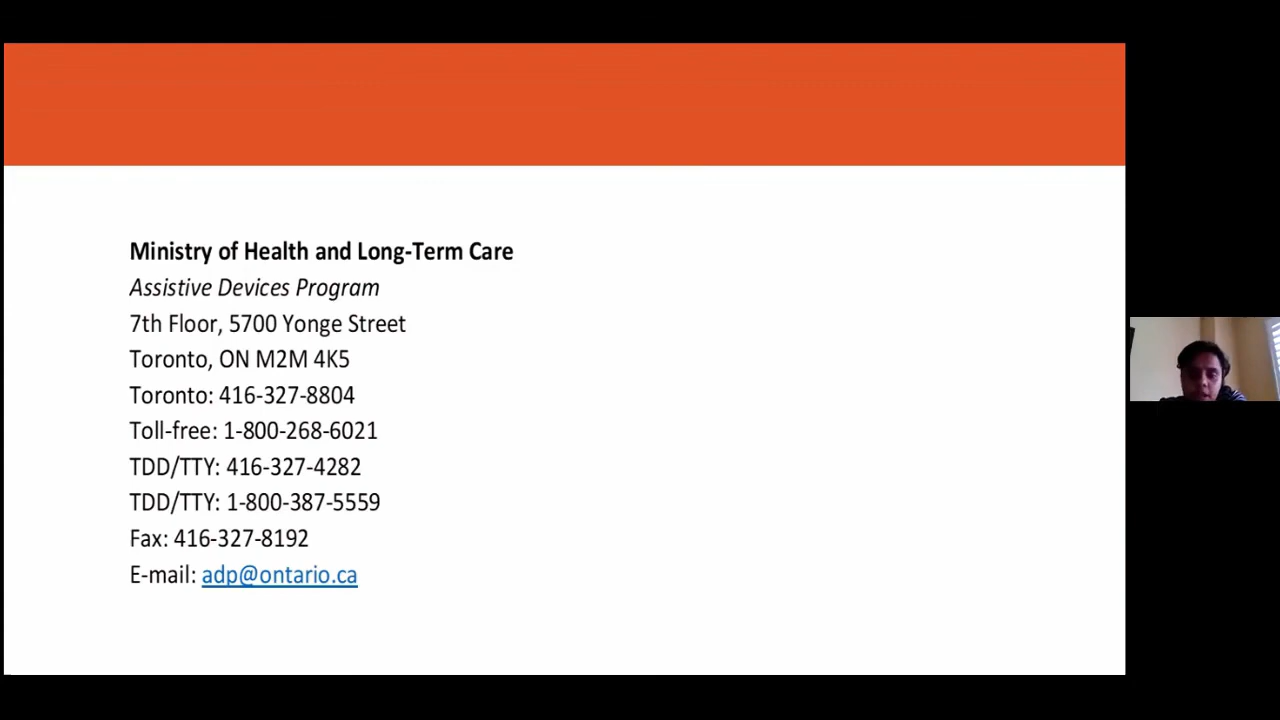 Ministry of Health and Long-Term Care
Assistive Devices Program
7th Floor, 5700 Yonge Street
Toronto, ON M2M 4K5
Toronto: 416-327-8804
Toll-free: 1-800-268-6021
TDD/TTY: 416-327-4282
TDD/TTY: 1-800-387-5559
Fax: 416-327-8192
E-mail: adp@ontario.ca